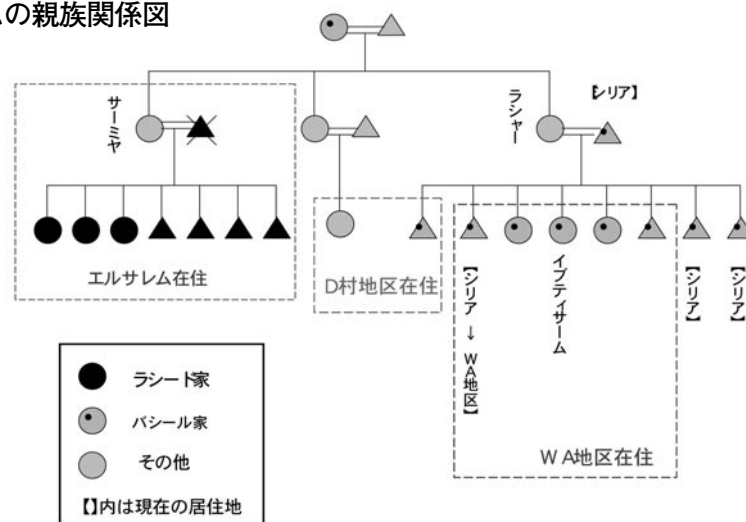 の親族関係図
サーミヤ
ラシャー
【シリア】
エルサレム在住
D村地区在住
【シリア → WA地区】
イブティサーム
【シリア】
【シリア】
WA地区在住
ラシード家
バシール家
その他
【】内は現在の居住地